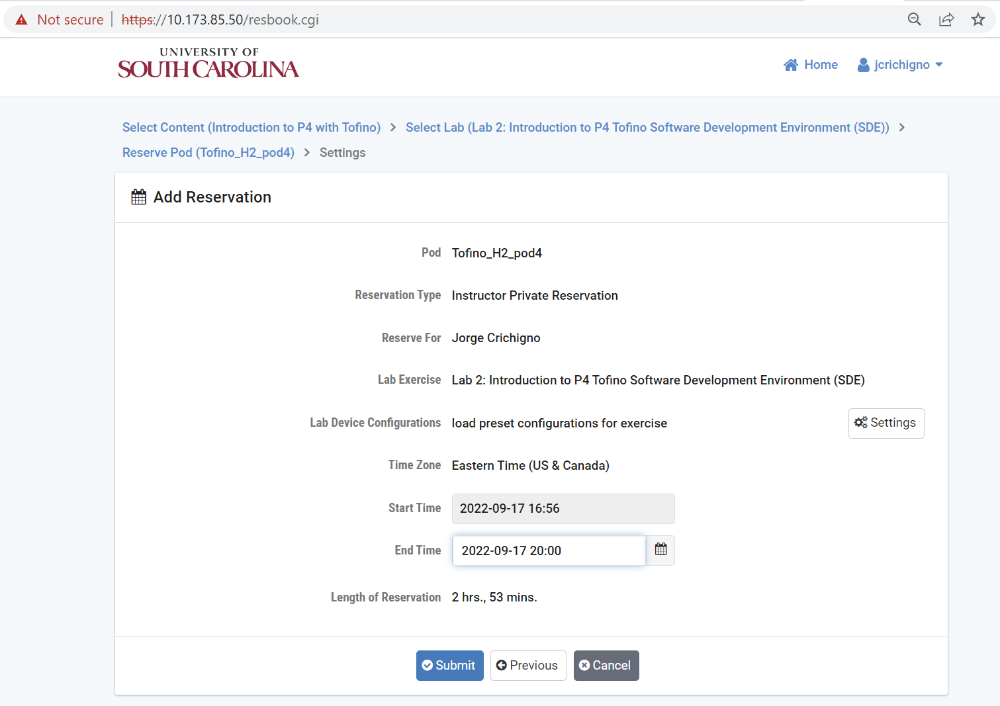 Not secure | https://10.173.85.50/resbook.cgi
UNIVERSITY OF
SOUTH CAROLINA
Home jcrichigno
Select Content (Introduction to P4 with Tofino) > Select Lab (Lab 2: Introduction to P4 Tofino Software Development Environment (SDE)) >
Reserve Pod (Tofino_H2_pod4) > Settings
Add Reservation
Pod Tofino_H2_pod4
Reservation Type Instructor Private Reservation
Reserve For Jorge Crichigno
Lab Exercise Lab 2: Introduction to P4 Tofino Software Development Environment (SDE)
Lab Device Configurations load preset configurations for exercise Settings
Time Zone Eastern Time (US & Canada)
Start Time 2022-09-17 16:56
End Time 2022-09-17 20:00
Length of Reservation 2 hrs., 53 mins.
Submit Previous Cancel